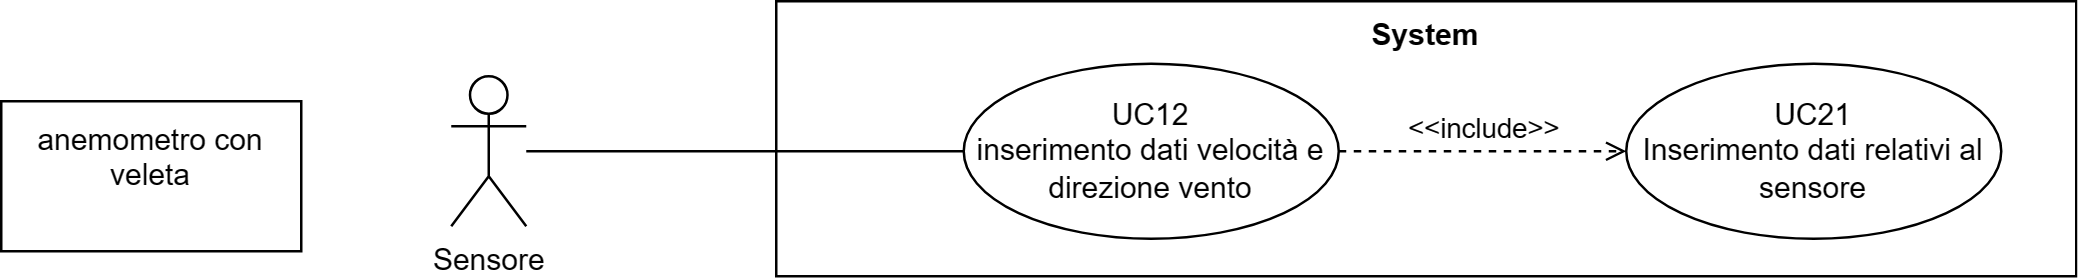 System
anemometro con
veleta
Sensore
UC12
inserimento dati velocità e
direzione vento
<<include>>
UC21
Inserimento dati relativi al
sensore